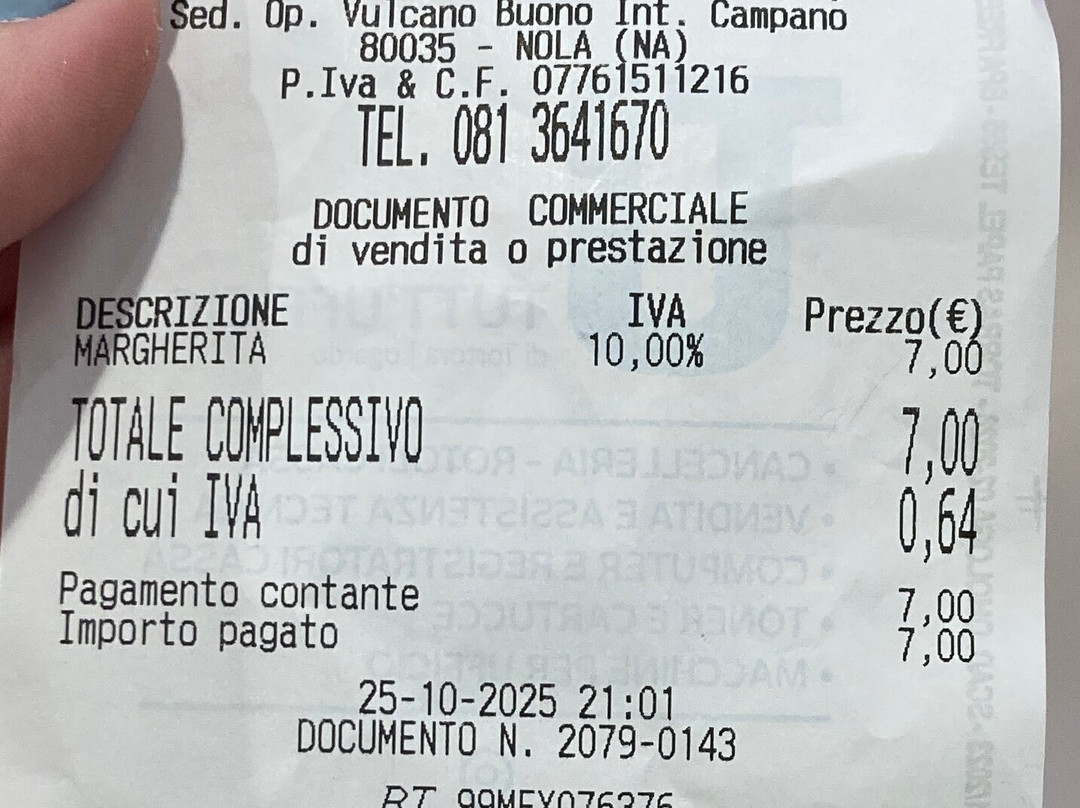 Sed. Op. Vulcano Buono Int. Campano
80035 - NOLA (NA)
P.Iva & C.F. 07761511216
TEL. 081 3641670
DOCUMENTO COMMERCIALE
di vendita o prestazione
DESCRIZIONE IVA Prezzo(€)
MARGHERITA 10,00% 7,00
TOTALE COMPLESSIVO 7,00
di cui IVA 0,64
Pagamento contante 7,00
Importo pagato 7,00
25-10-2025 21:01
DOCUMENTO N. 2079-0143
RT 99MEY076376